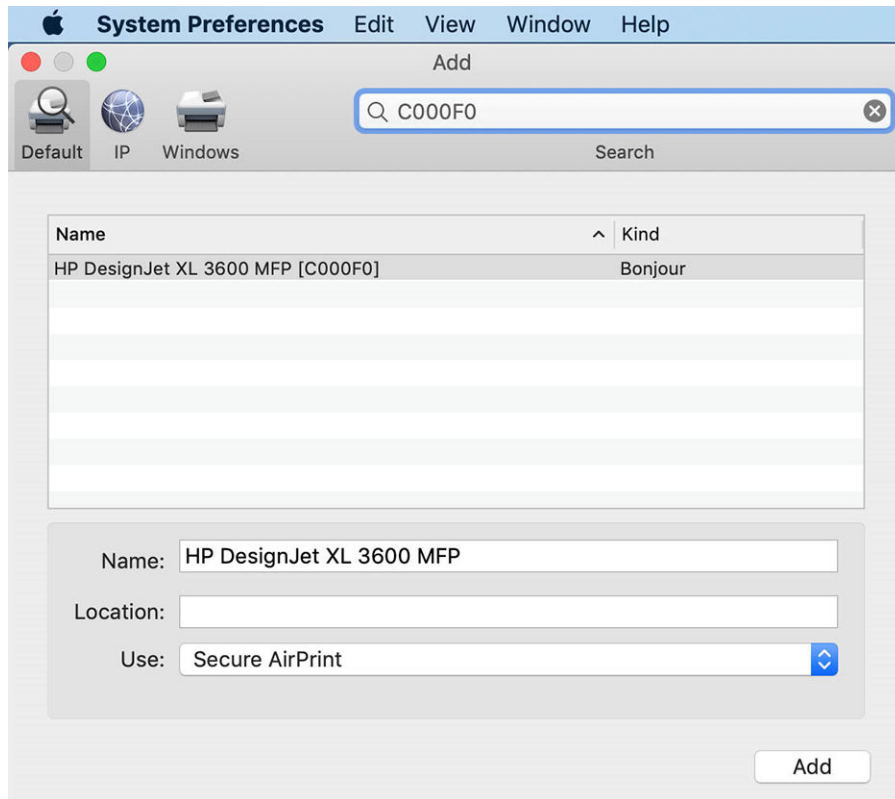 System Preferences Edit View Window Help
Add
C000F0
Default IP Windows Search
Name Kind
HP DesignJet XL 3600 MFP [C000F0] Bonjour
Name: HP DesignJet XL 3600 MFP
Location:
Use: Secure AirPrint
Add